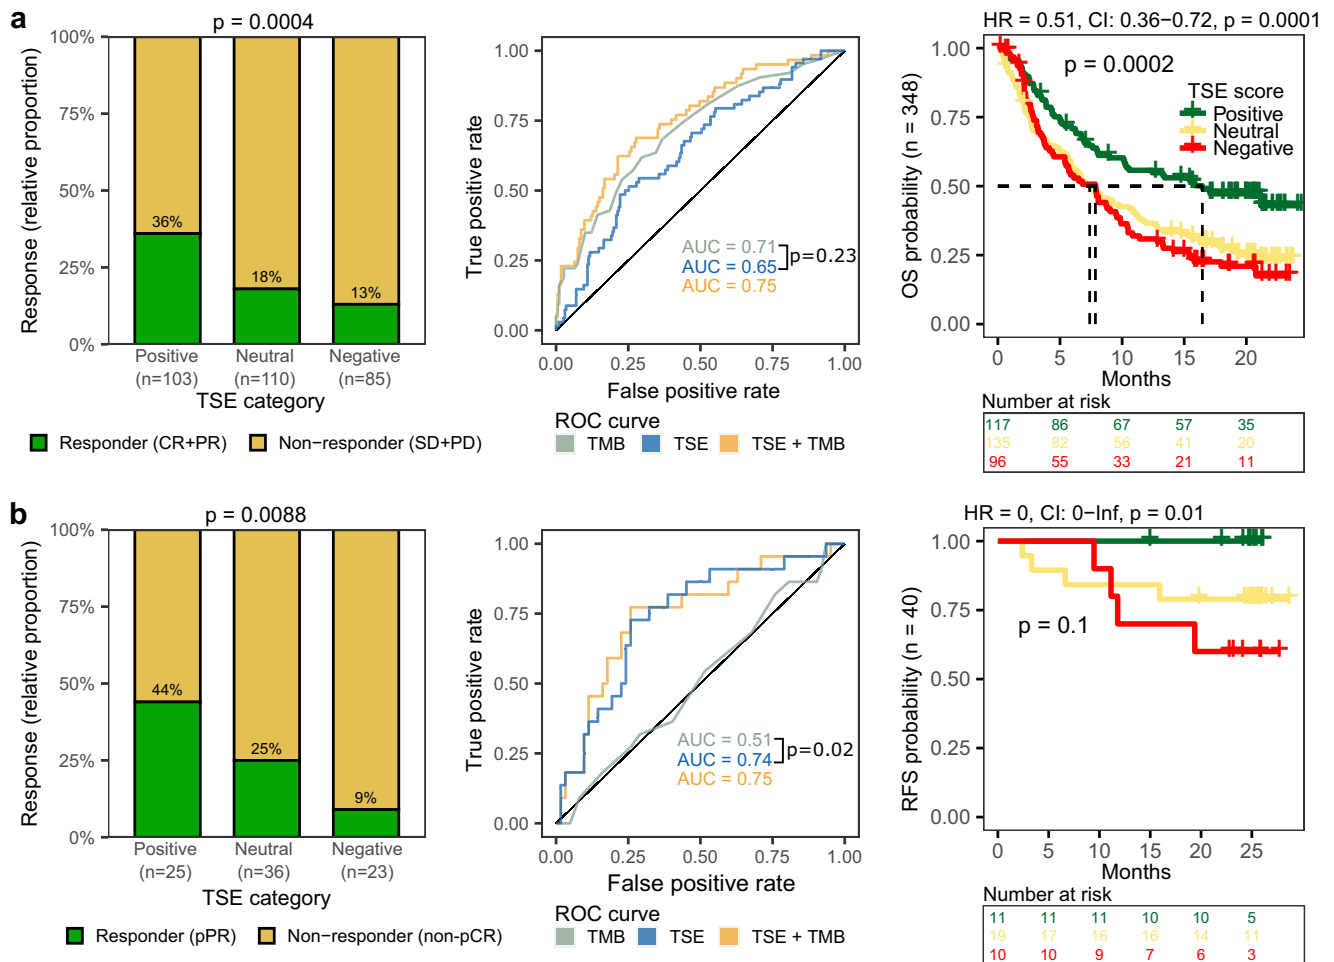 a
p = 0.0004
Response (relative proportion)
100%
75%
50%
25%
0%
36%
18%
13%
Positive
(n=103)
Neutral
(n=110)
Negative
(n=85)
TSE category
Responder (CR+PR)
Non−responder (SD+PD)
True positive rate
1.00
0.75
0.50
0.25
0.00
AUC = 0.71
AUC = 0.65
AUC = 0.75
p=0.23
0.00 0.25 0.50 0.75 1.00
False positive rate
ROC curve
TMB TSE TSE + TMB
HR = 0.51, CI: 0.36−0.72, p = 0.0001
OS probability (n = 348)
1.00
0.75
0.50
0.25
0.00
p = 0.0002
TSE score
Positive
Neutral
Negative
0 5 10 15 20
Months
Number at risk
117 86 67 57 35
135 82 56 41 20
96 55 33 21 11
b
p = 0.0088
Response (relative proportion)
100%
75%
50%
25%
0%
44%
25%
9%
Positive
(n=25)
Neutral
(n=36)
Negative
(n=23)
TSE category
Responder (pPR)
Non−responder (non-pCR)
True positive rate
1.00
0.75
0.50
0.25
0.00
AUC = 0.51
AUC = 0.74
AUC = 0.75
p=0.02
0.00 0.25 0.50 0.75 1.00
False positive rate
ROC curve
TMB TSE TSE + TMB
HR = 0, CI: 0−Inf, p = 0.01
RFS probability (n = 40)
1.00
0.75
0.50
0.25
0.00
p = 0.1
0 5 10 15 20 25
Months
Number at risk
11 11 11 10 10 5
19 17 16 16 14 11
10 10 9 7 6 3